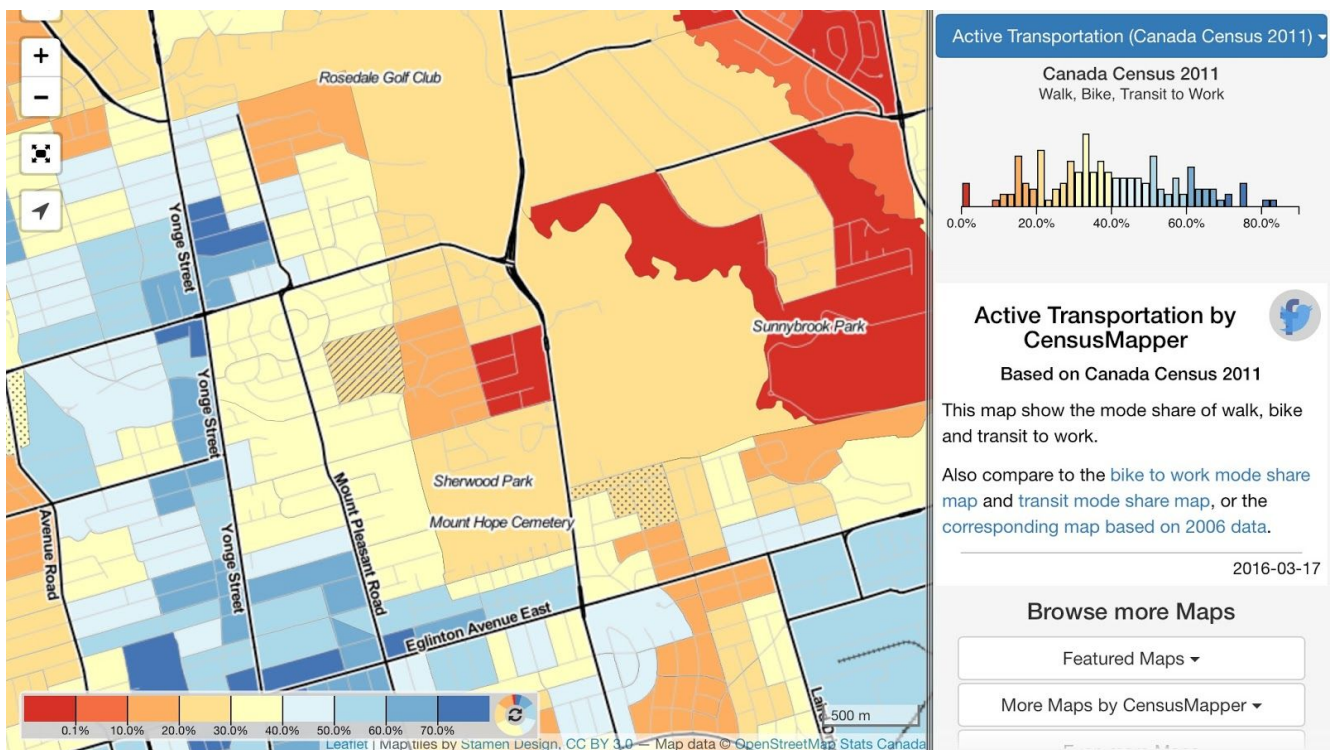 +
−
Rosedale Golf Club
Yonge Street
Sunnybrook Park
Yonge Street
Sherwood Park
Mount Hope Cemetery
Mount Pleasant Road
Avenue Road
Yonge Street
Eglinton Avenue East
0.1% 10.0% 20.0% 30.0% 40.0% 50.0% 60.0% 70.0%
500 m
Leaflet | Map tiles by Stamen Design, CC BY 3.0 — Map data © OpenStreetMap Stats Canada
Active Transportation (Canada Census 2011)
Canada Census 2011
Walk, Bike, Transit to Work
0.0% 20.0% 40.0% 60.0% 80.0%
Active Transportation by
CensusMapper
Based on Canada Census 2011
This map show the mode share of walk, bike
and transit to work.
Also compare to the bike to work mode share
map and transit mode share map, or the
corresponding map based on 2006 data.
2016-03-17
Browse more Maps
Featured Maps
More Maps by CensusMapper